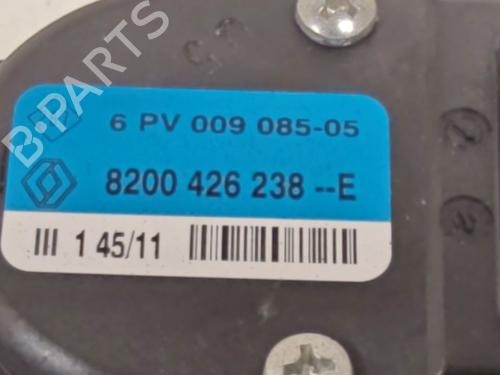 B-PARTS
6 PV 009 085-05
8200 426 238 --E
1 45/11